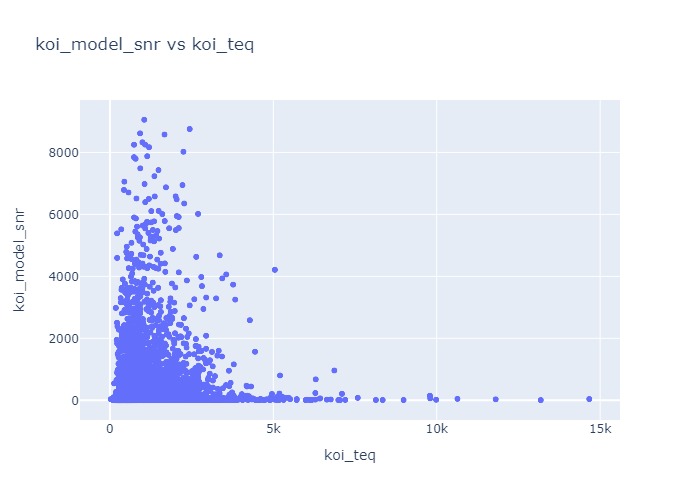 koi_model_snr vs koi_teq
koi_model_snr
8000
6000
4000
2000
0
0
5k
10k
15k
koi_teq